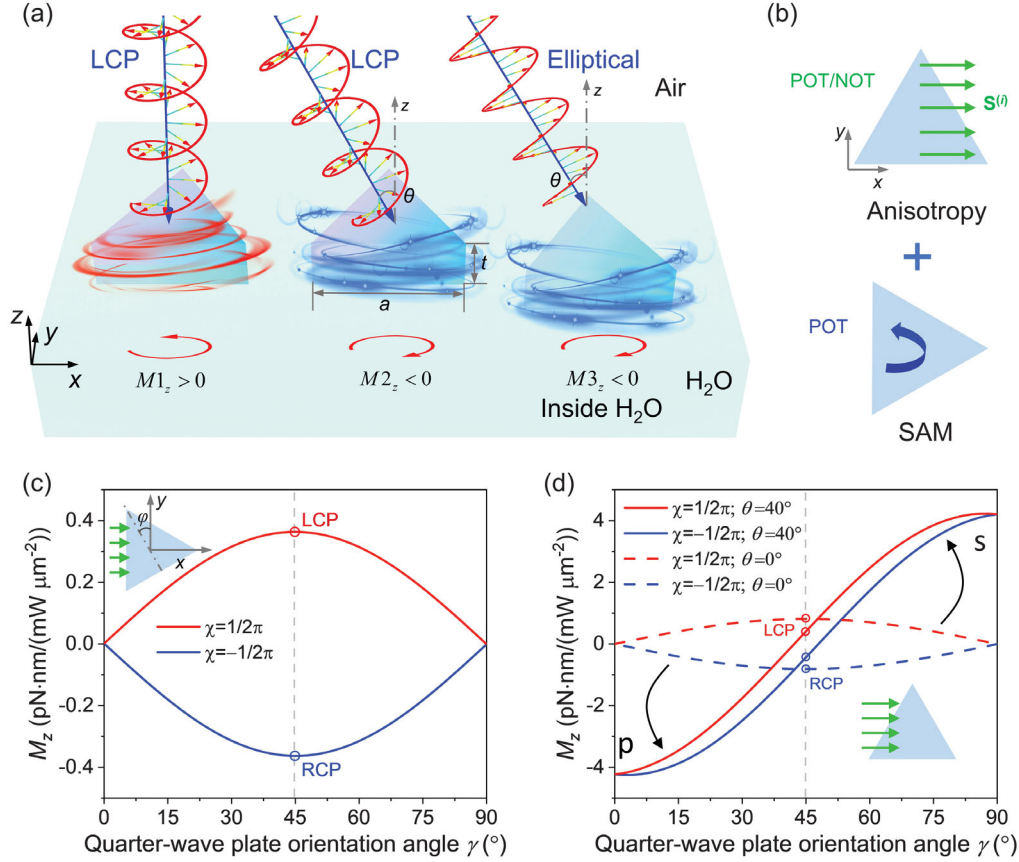 (a)
LCP
LCP
Elliptical
Air
z
z
θ
θ
t
a
z
y
x
M1z > 0
M2z < 0
M3z < 0
H2O
Inside H2O
(b)
POT/NOT
S(i)
y
x
Anisotropy
+
POT
SAM
(c)
0.4
0.2
0.0
-0.2
-0.4
Mz (pN·nm/(mW μm-2)
φ
y
x
LCP
χ=1/2π
χ=−1/2π
RCP
0 15 30 45 60 75 90
Quarter-wave plate orientation angle γ (°)
(d)
4
2
0
-2
-4
Mz (pN·nm/(mW μm-2)
χ=1/2π; θ=40°
χ=−1/2π; θ=40°
χ=1/2π; θ=0°
χ=−1/2π; θ=0°
s
LCP
RCP
p
0 15 30 45 60 75 90
Quarter-wave plate orientation angle γ (°)